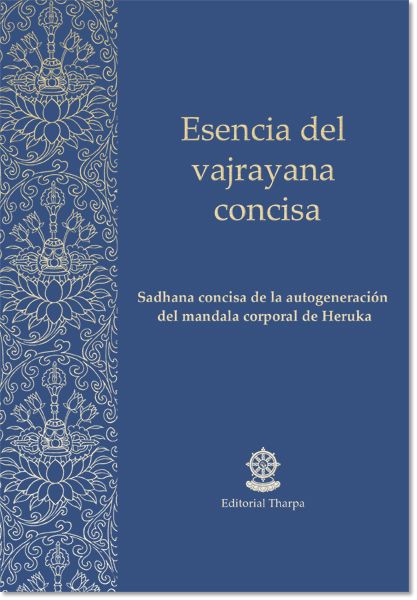 Esencia del
vajrayana
concisa
Sadhana concisa de la autogeneración
del mandala corporal de Heruka
Editorial Tharpa